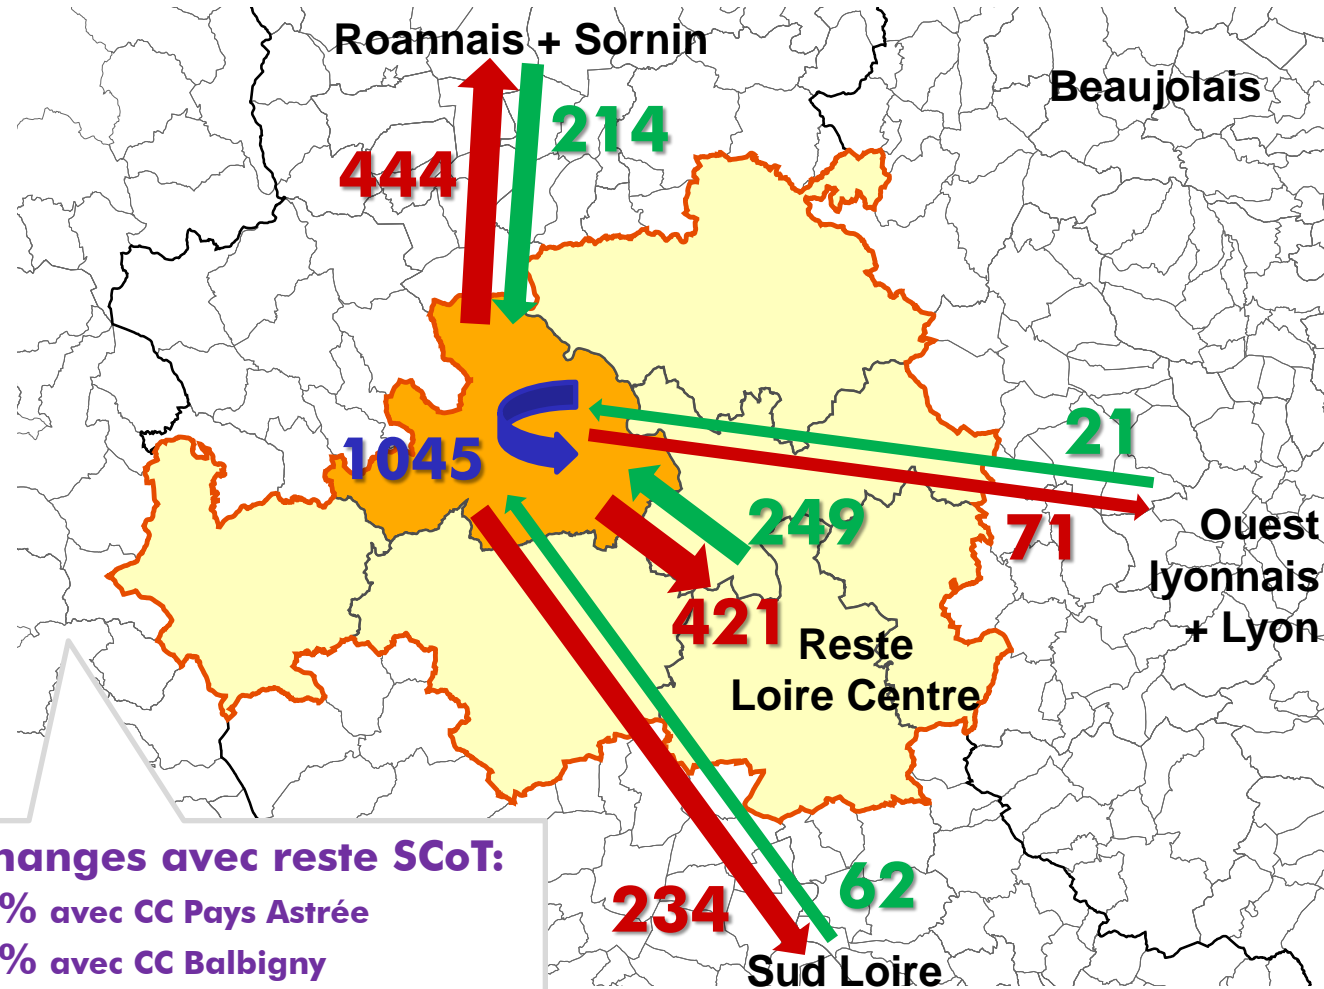 Roannais + Sornin
Beaujolais
214
444
21
1045
249
71
Ouest
lyonnais
+ Lyon
421
Reste
Loire Centre
hanges avec reste SCoT:
% avec CC Pays Astrée
% avec CC Balbigny
234
62
Sud Loire